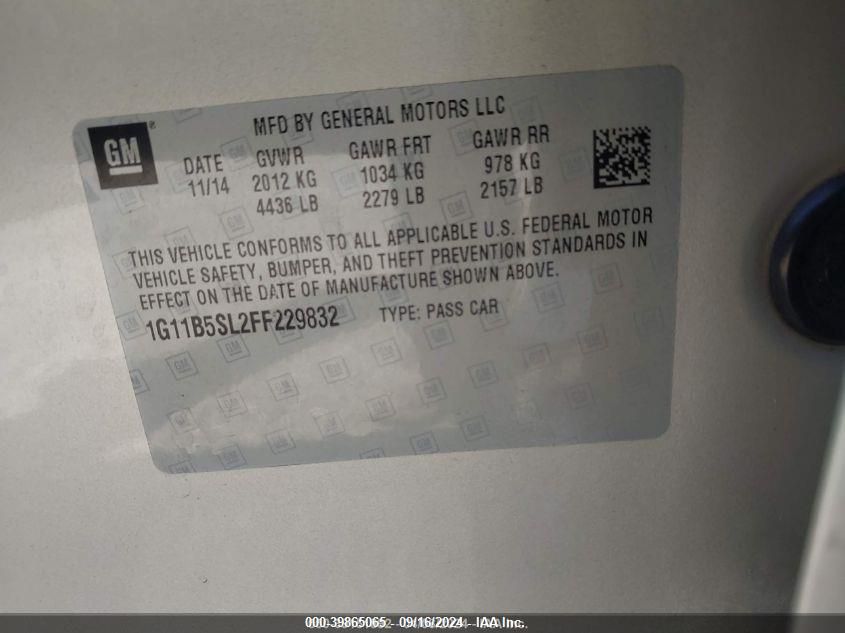 GM
MFD BY GENERAL MOTORS LLC
DATE GVWR GAWR FRT GAWR RR
11/14 2012 KG 1034 KG 978 KG
4436 LB 2279 LB 2157 LB
THIS VEHICLE CONFORMS TO ALL APPLICABLE U.S. FEDERAL MOTOR
VEHICLE SAFETY, BUMPER, AND THEFT PREVENTION STANDARDS IN
EFFECT ON THE DATE OF MANUFACTURE SHOWN ABOVE.
1G11B5SL2FF229832 TYPE: PASS CAR
000-39865065 - 09/16/2024 - IAA Inc.